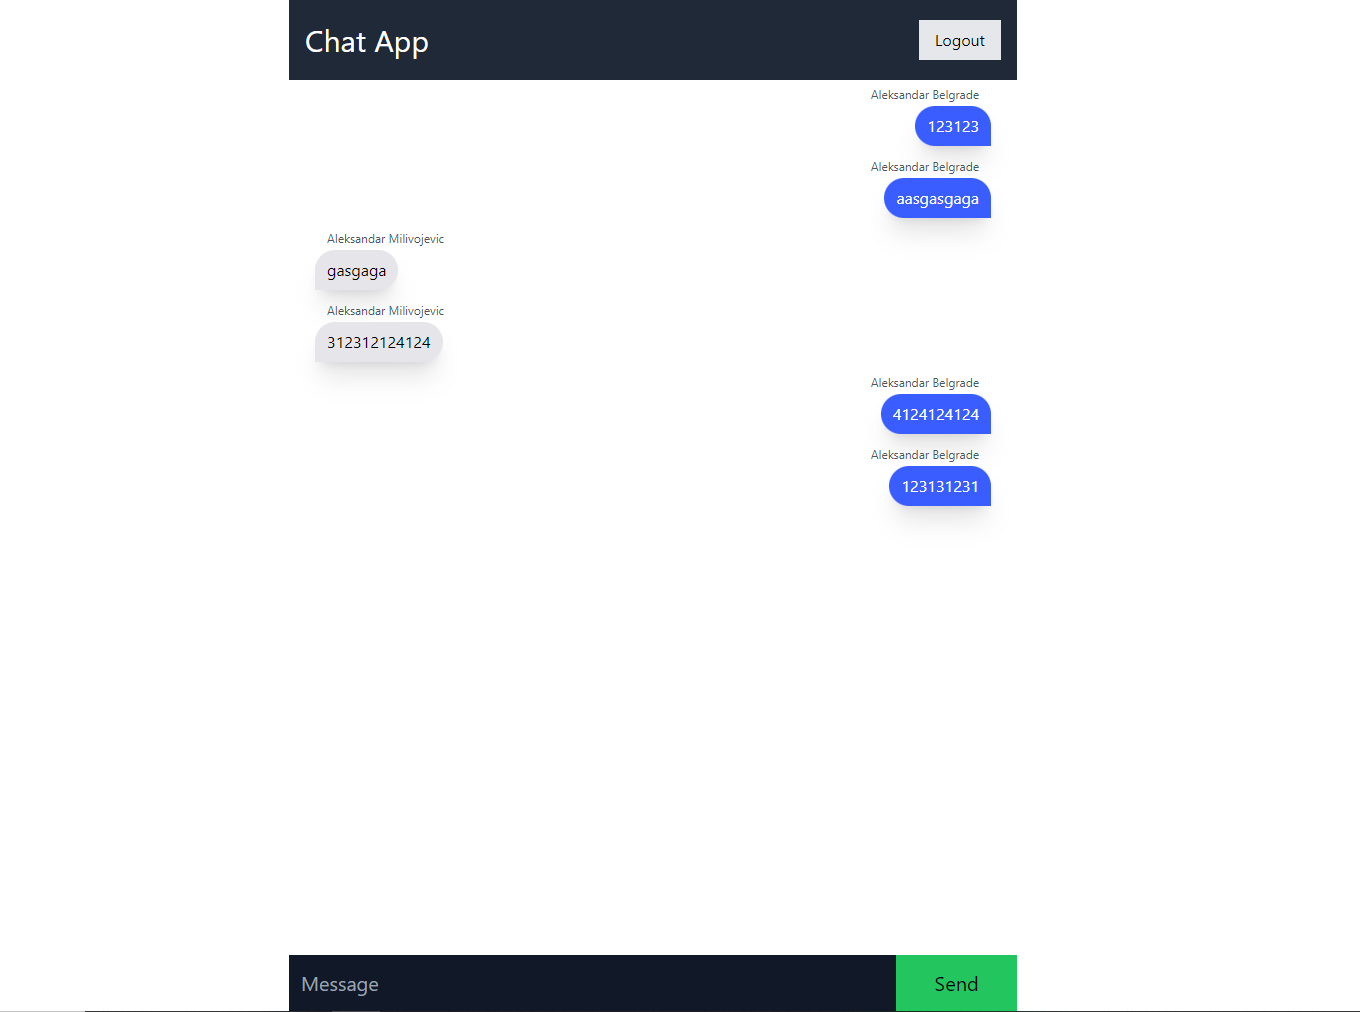 Chat App
Logout
Aleksandar Belgrade
123123
Aleksandar Belgrade
aasgasgaga
Aleksandar Milivojevic
gasgaga
Aleksandar Milivojevic
312312124124
Aleksandar Belgrade
4124124124
Aleksandar Belgrade
123131231
Message
Send